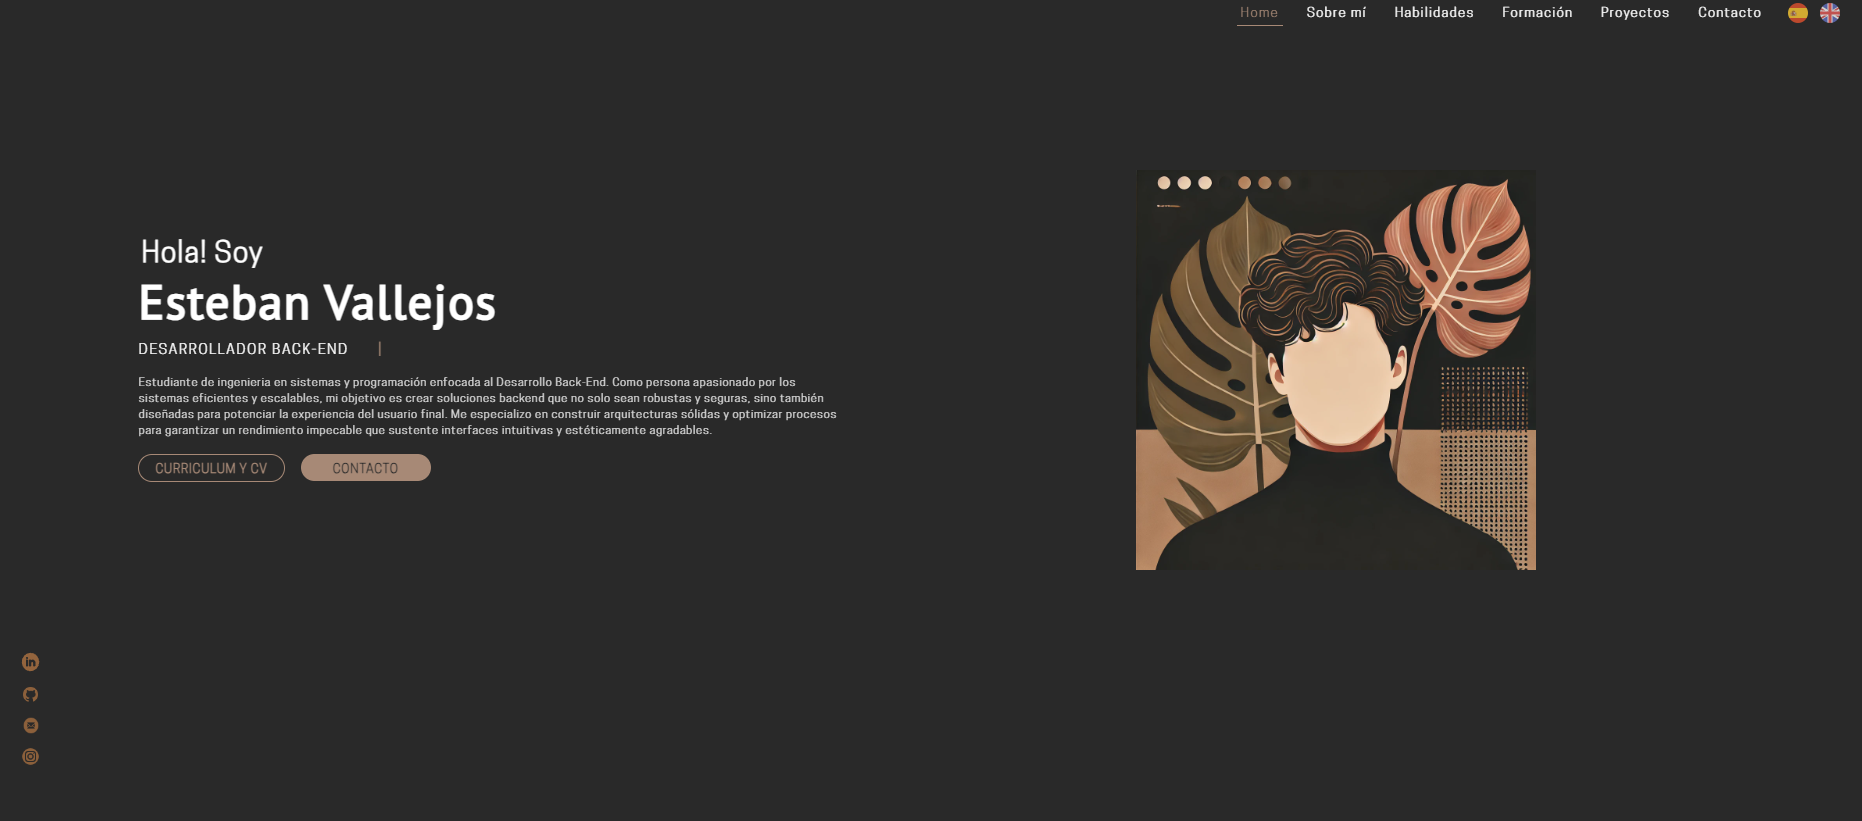 Home Sobre mí Habilidades Formación Proyectos Contacto
Hola! Soy
Esteban Vallejos
DESARROLLADOR BACK-END |
Estudiante de ingenieria en sistemas y programación enfocada al Desarrollo Back-End. Como persona apasionado por los
sistemas eficientes y escalables, mi objetivo es crear soluciones backend que no solo sean robustas y seguras, sino también
diseñadas para potenciar la experiencia del usuario final. Me especializo en construir arquitecturas sólidas y optimizar procesos
para garantizar un rendimiento impecable que sustente interfaces intuitivas y estéticamente agradables.
CURRICULUM Y CV CONTACTO
in